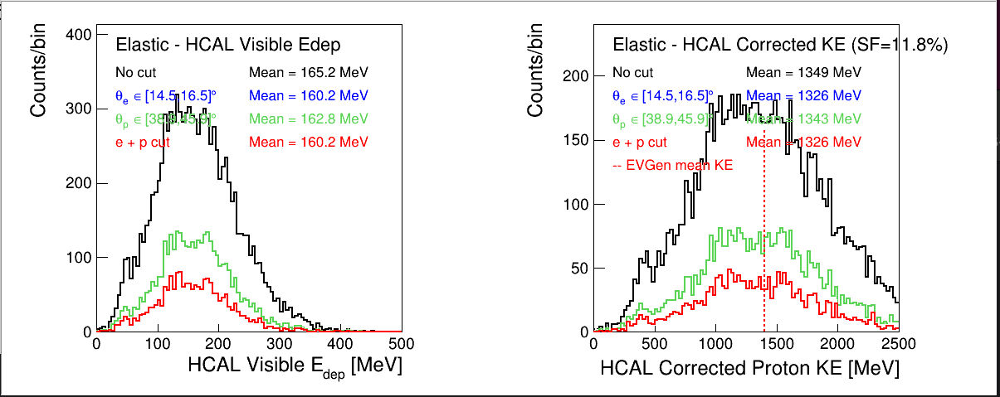 Elastic - HCAL Visible Edep
No cut Mean = 165.2 MeV
θe ∈ [14.5,16.5]° Mean = 160.2 MeV
θp ∈ [38.9,45.9]° Mean = 162.8 MeV
e + p cut Mean = 160.2 MeV
Counts/bin
400
300
200
100
0
0 100 200 300 400 500
HCAL Visible Edep [MeV]
Elastic - HCAL Corrected KE (SF=11.8%)
No cut Mean = 1349 MeV
θe ∈ [14.5,16.5]° Mean = 1326 MeV
θp ∈ [38.9,45.9]° Mean = 1343 MeV
e + p cut Mean = 1326 MeV
-- EVGen mean KE
Counts/bin
200
150
100
50
0
0 500 1000 1500 2000 2500
HCAL Corrected Proton KE [MeV]